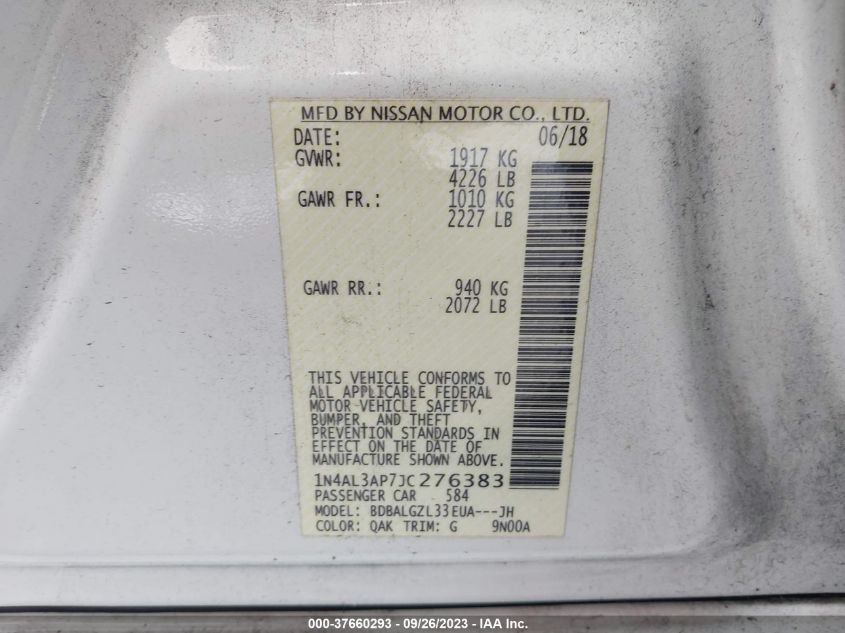 MFD BY NISSAN MOTOR CO., LTD.
DATE: 06/18
GVWR: 1917 KG
4226 LB
GAWR FR.: 1010 KG
2227 LB
GAWR RR.: 940 KG
2072 LB
THIS VEHICLE CONFORMS TO
ALL APPLICABLE FEDERAL
MOTOR VEHICLE SAFETY,
BUMPER, AND THEFT
PREVENTION STANDARDS IN
EFFECT ON THE DATE OF
MANUFACTURE SHOWN ABOVE.
1N4AL3AP7JC276383
PASSENGER CAR 584
MODEL: BDBALGZL33EUA---JH
COLOR: QAK TRIM: G 9N00A
000-37660293 - 09/26/2023 - IAA Inc.